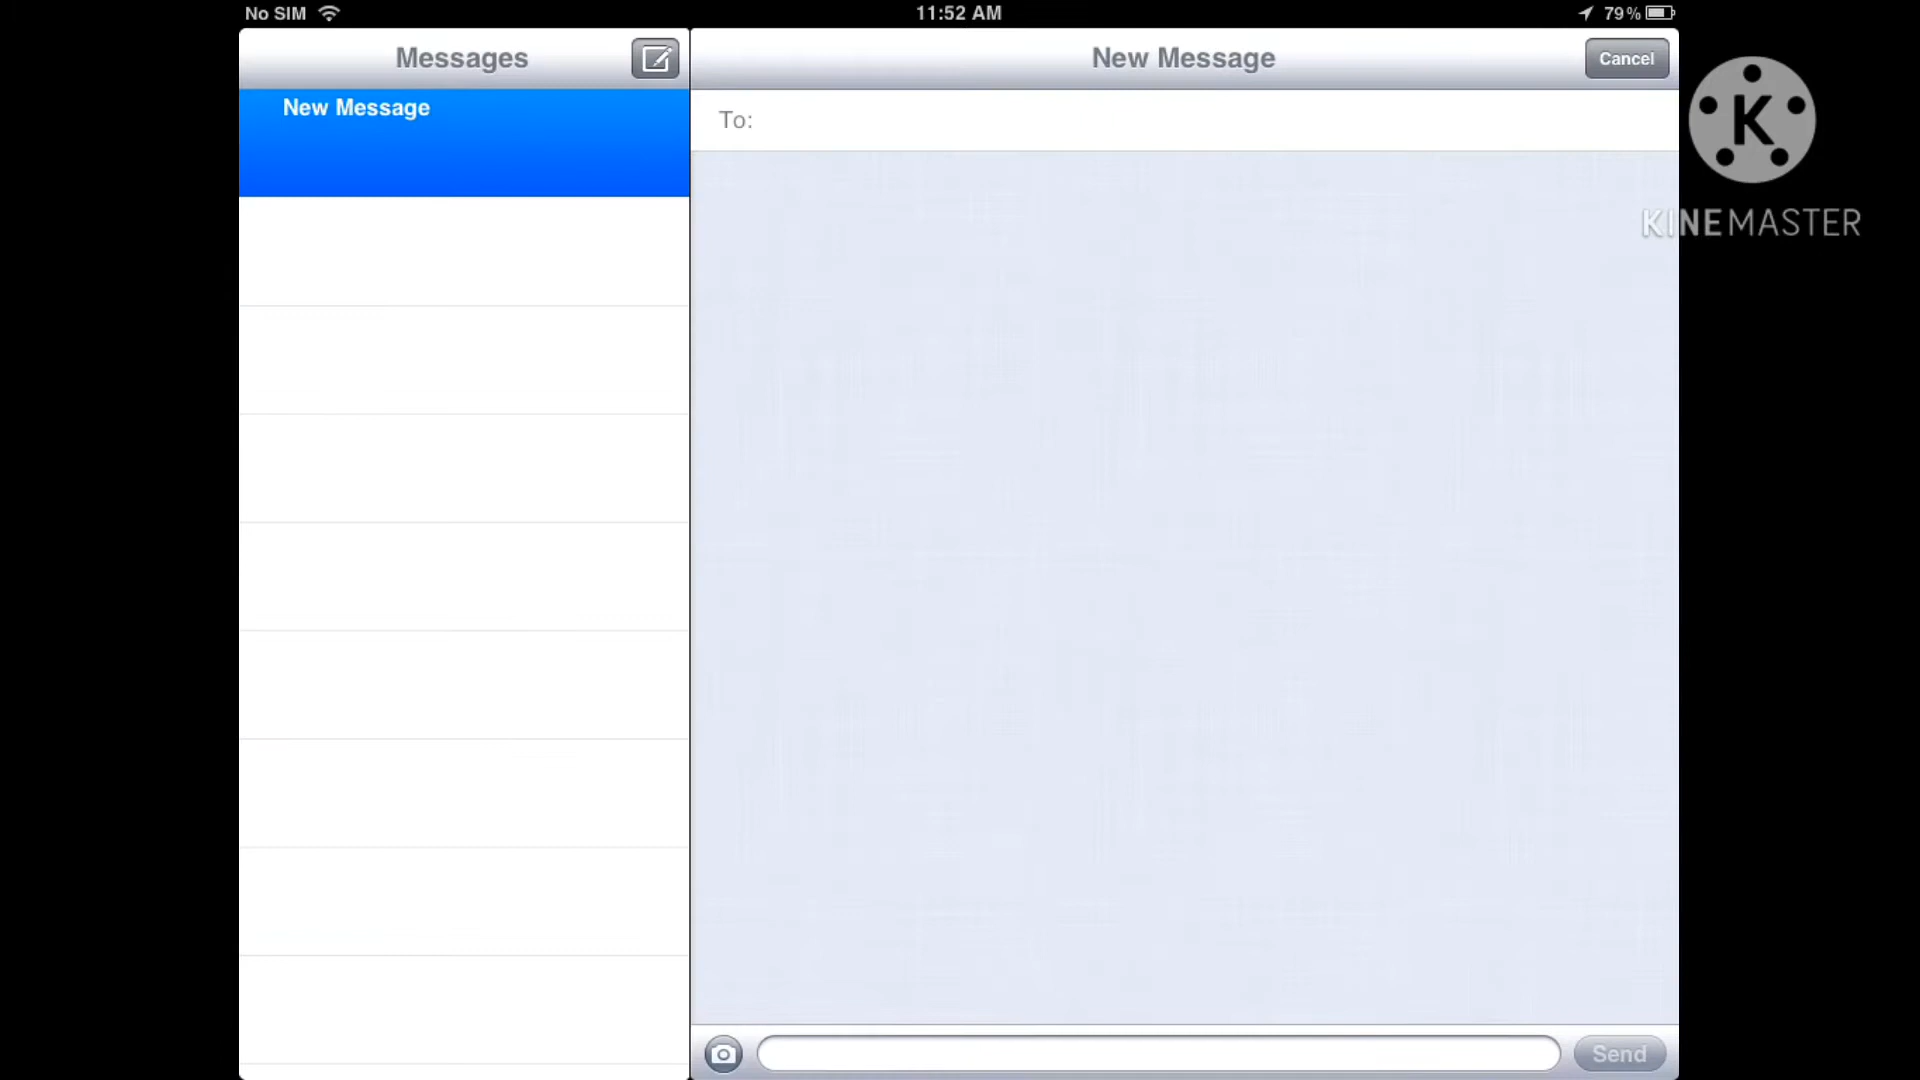 No SIM
11:52 AM
79%
Messages
New Message
Cancel
New Message
To:
K
KINEMASTER
Send